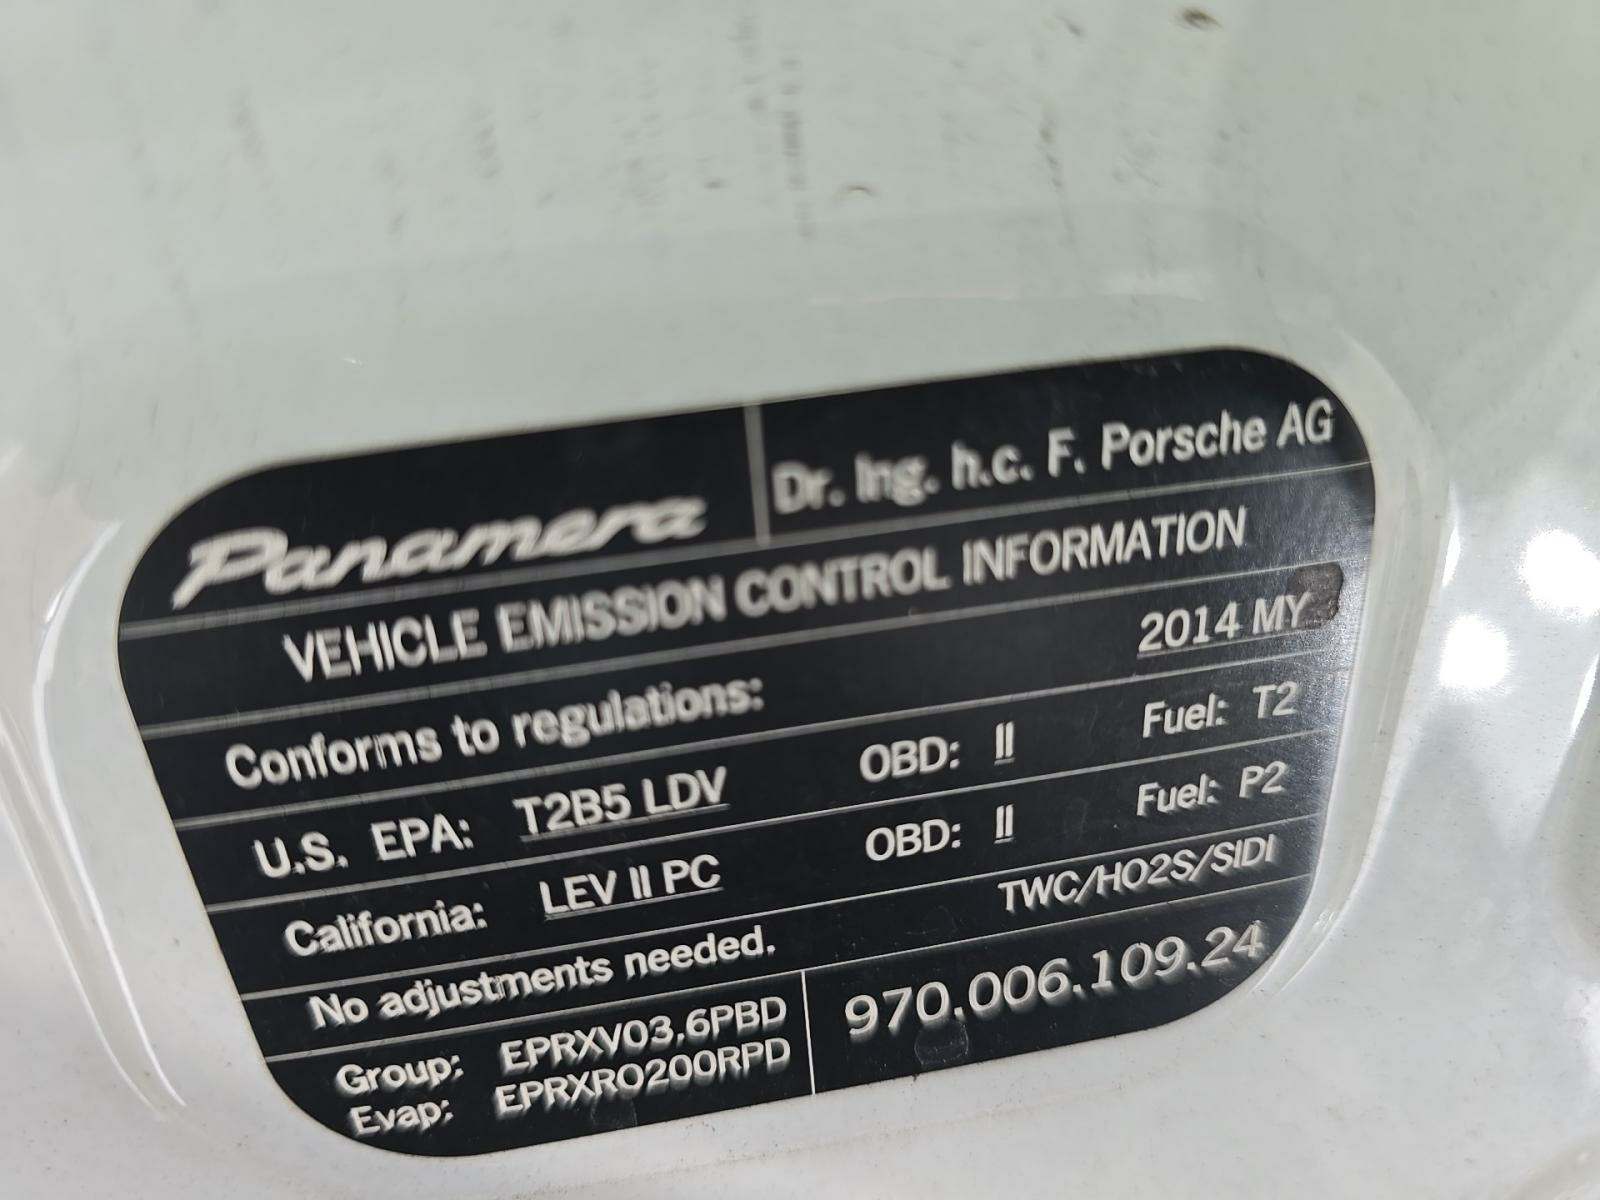 Panamera
Dr. Ing. h.c. F. Porsche AG
VEHICLE EMISSION CONTROL INFORMATION
Conforms to regulations: 2014 MY
U.S. EPA: T2B5 LDV OBD: II Fuel: T2
California: LEV II PC OBD: II Fuel: P2
No adjustments needed. TWC/HO2S/SIDI
Group: EPRXV03.6PBD
Evap: EPRXR0200RPD
970.006.109.24